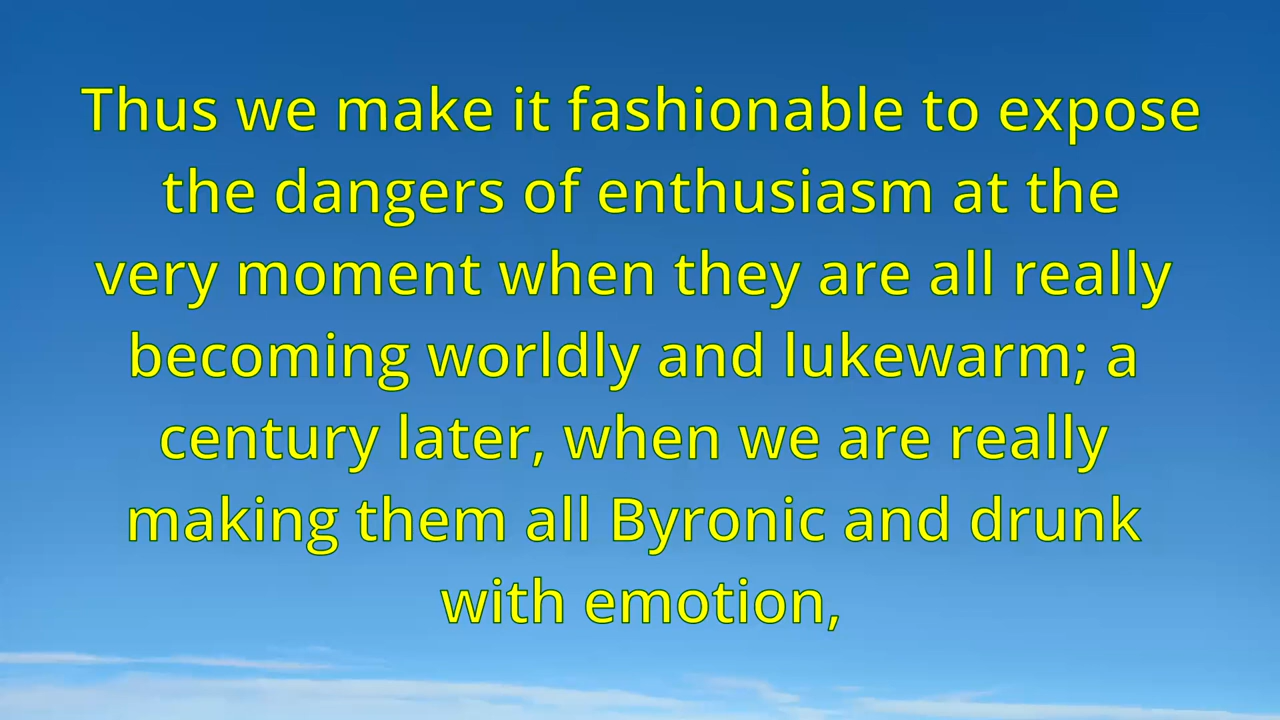 Thus we make it fashionable to expose
the dangers of enthusiasm at the
very moment when they are all really
becoming worldly and lukewarm; a
century later, when we are really
making them all Byronic and drunk
with emotion,